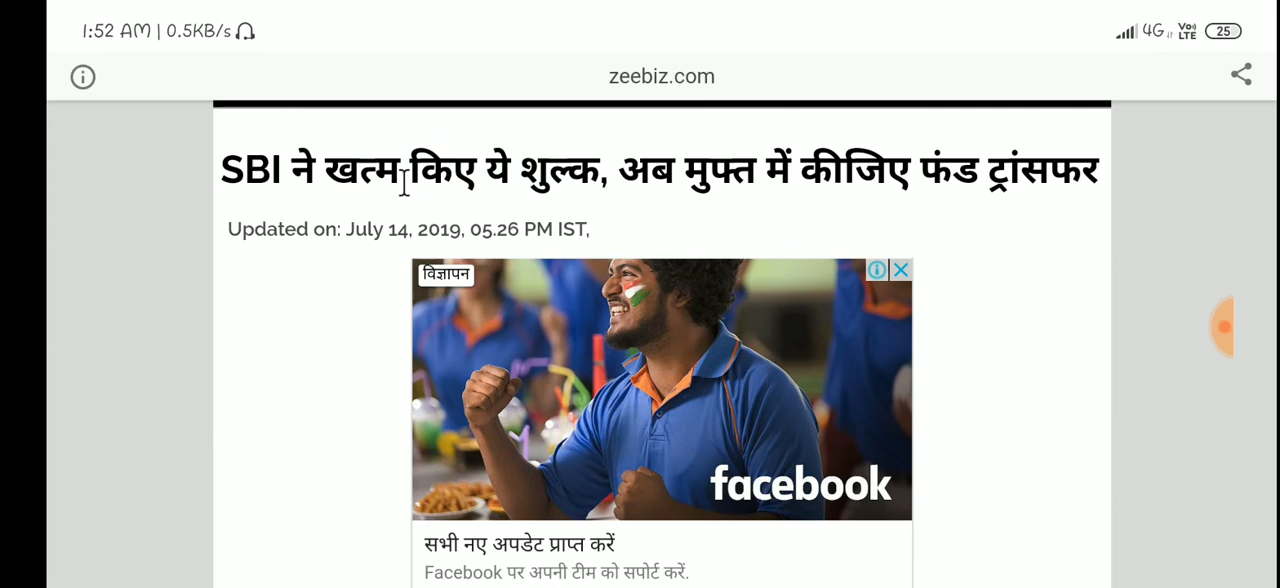 1:52 AM | 0.5KB/s
4G Vo) LTE 25
zeebiz.com
SBI ने खत्म किए ये शुल्क, अब मुफ्त में कीजिए फंड ट्रांसफर
Updated on: July 14, 2019, 05.26 PM IST,
विज्ञापन
facebook
सभी नए अपडेट प्राप्त करें
Facebook पर अपनी टीम को सपोर्ट करें.